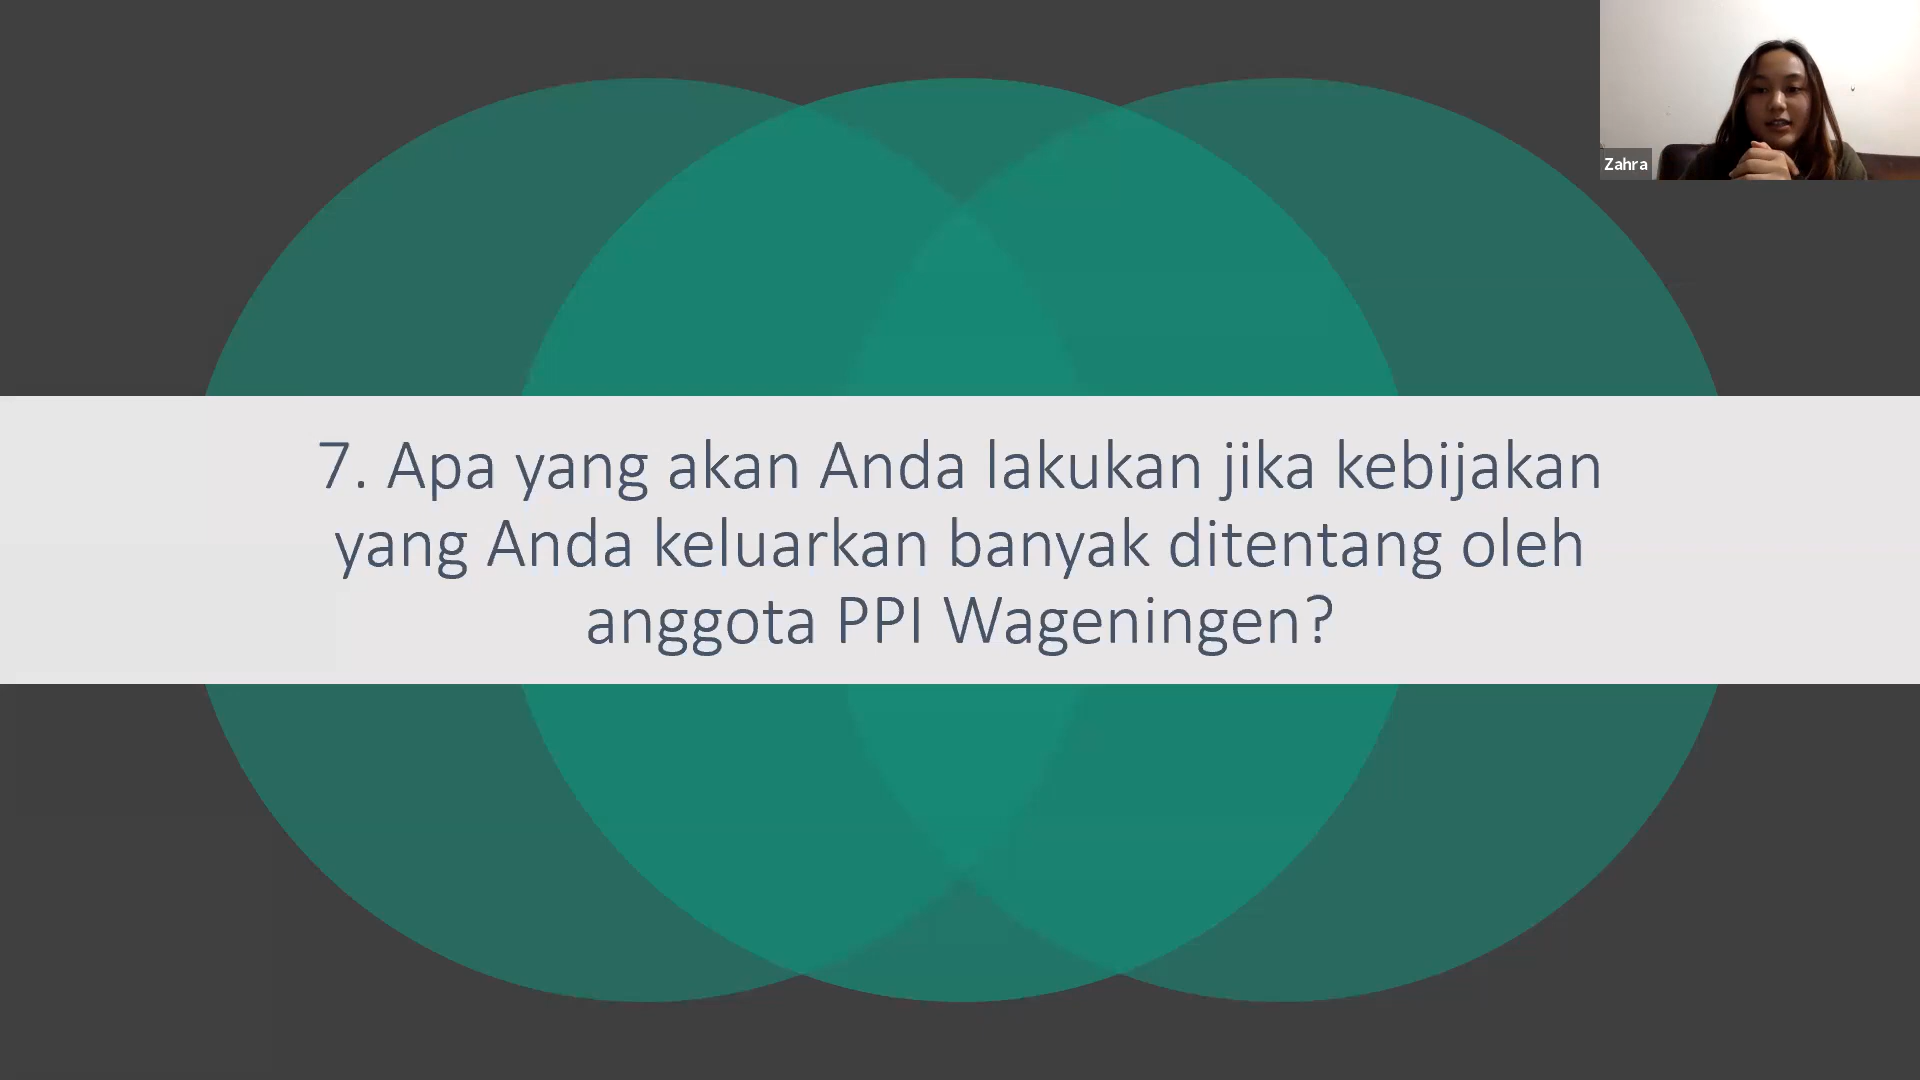 Zahra
7. Apa yang akan Anda lakukan jika kebijakan
yang Anda keluarkan banyak ditentang oleh
anggota PPI Wageningen?